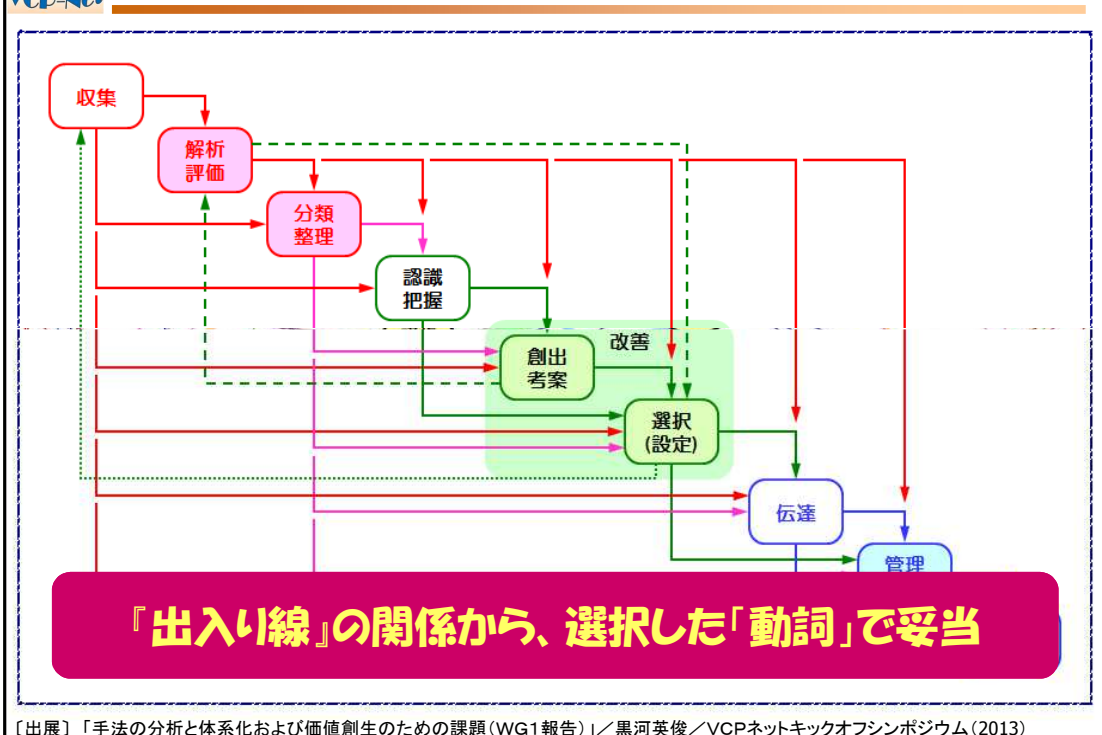 VCP-Net
収集
解析
評価
分類
整理
認識
把握
改善
創出
考案
選択
(設定)
伝達
管理
『出入り線』の関係から、選択した「動詞」で妥当
〔出展〕 「手法の分析と体系化および価値創生のための課題(WG1報告)」／黒河英俊／VCPネットキックオフシンポジウム(2013)